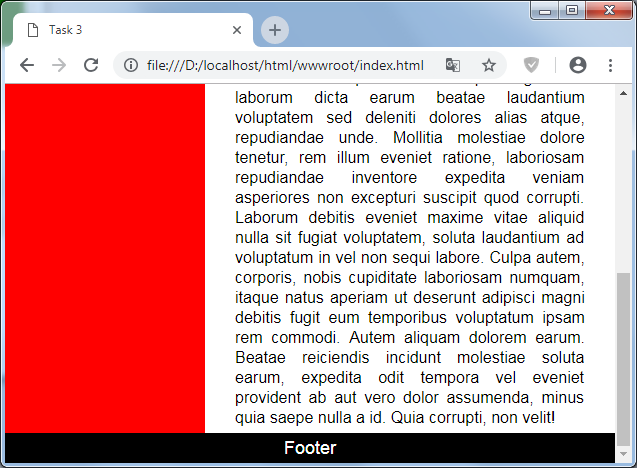 Task 3
file:///D:/localhost/html/wwwroot/index.html
laborum dicta earum beatae laudantium
voluptatem sed deleniti dolores alias atque,
repudiandae unde. Mollitia molestiae dolore
tenetur, rem illum eveniet ratione, laboriosam
repudiandae inventore expedita veniam
asperiores non excepturi suscipit quod corrupti.
Laborum debitis eveniet maxime vitae aliquid
nulla sit fugiat voluptatem, soluta laudantium ad
voluptatum in vel non sequi labore. Culpa autem,
corporis, nobis cupiditate laboriosam numquam,
itaque natus aperiam ut deserunt adipisci magni
debitis fugit eum temporibus voluptatum ipsam
rem commodi. Autem aliquam dolorem earum.
Beatae reiciendis incidunt molestiae soluta
earum, expedita odit tempora vel eveniet
provident ab aut vero dolor assumenda, minus
quia saepe nulla a id. Quia corrupti, non velit!
Footer